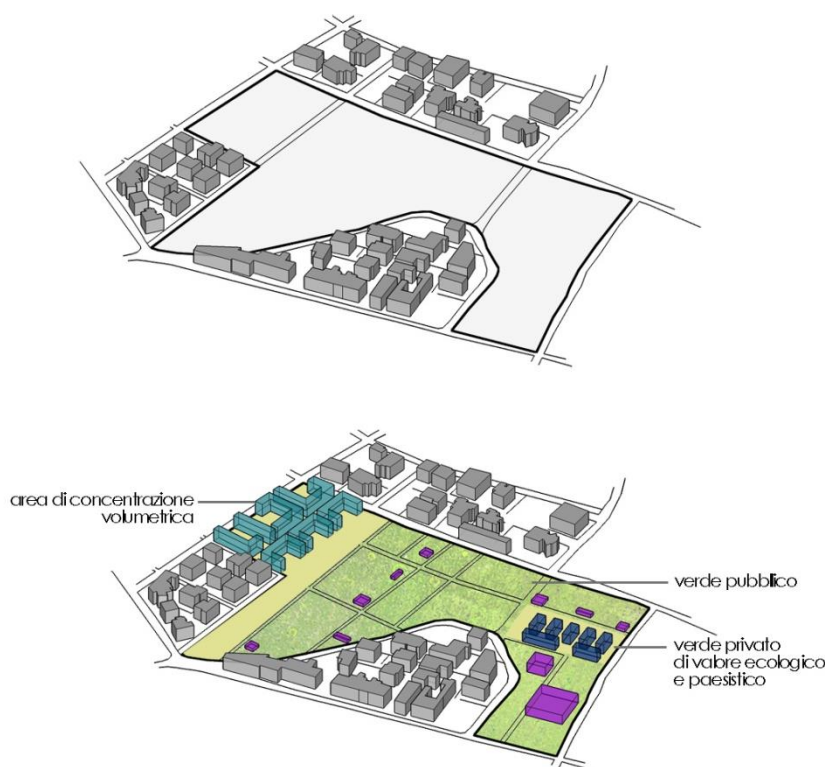 area di concentrazione
volumetrica
verde pubblico
verde privato
di valore ecologico
e paesistico